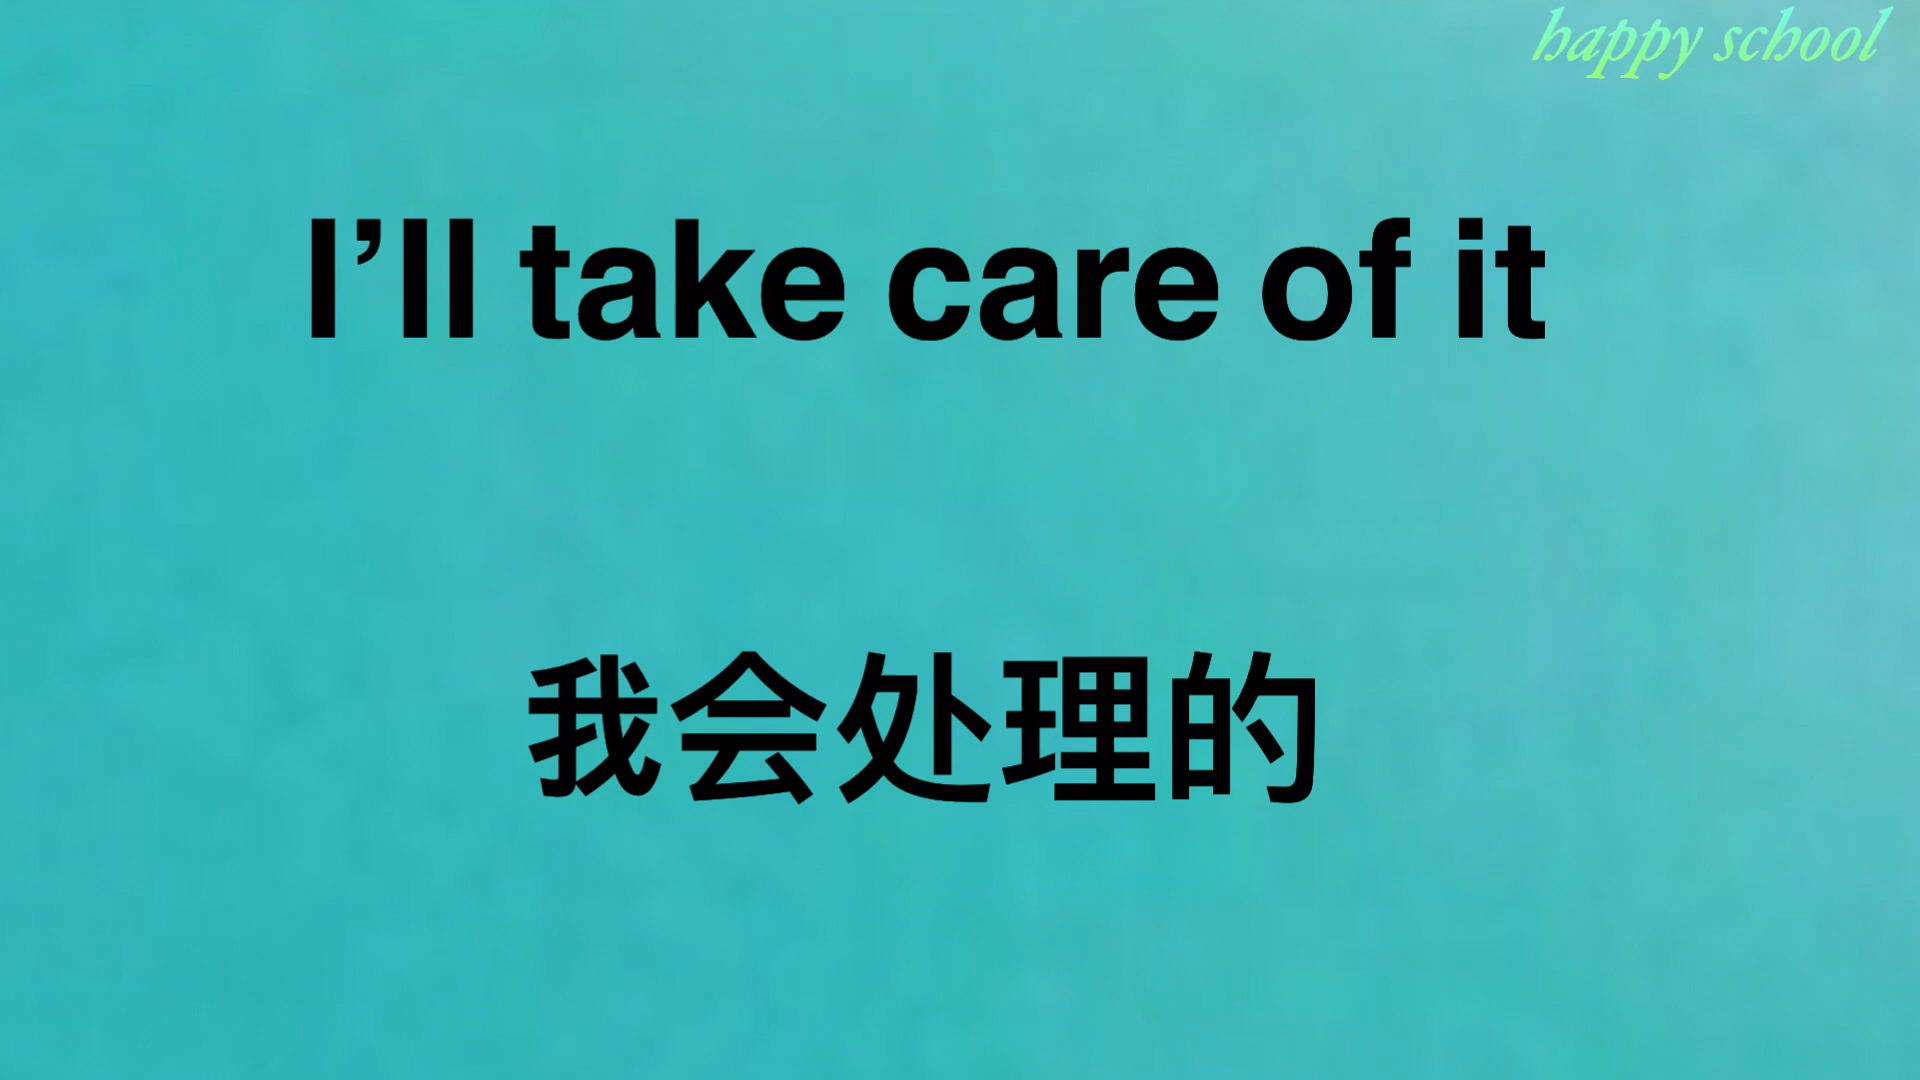 happy school
I’ll take care of it
我会处理的